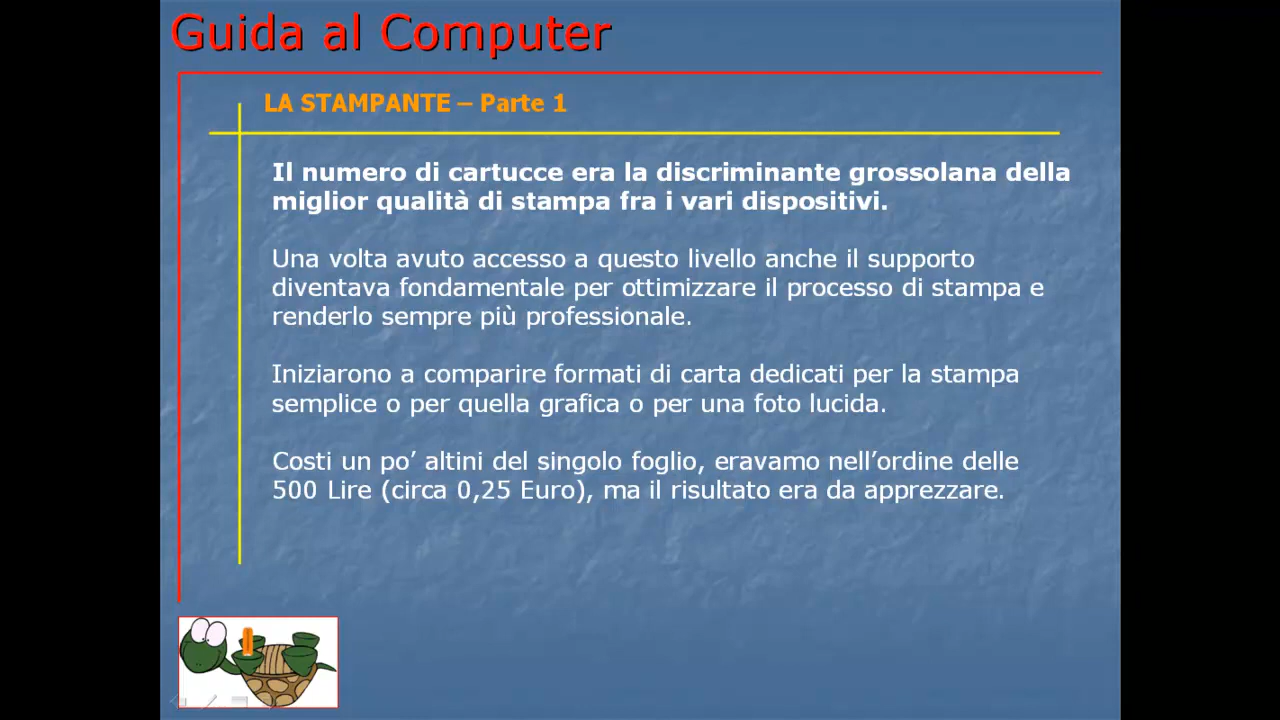 Guida al Computer
LA STAMPANTE – Parte 1
Il numero di cartucce era la discriminante grossolana della
miglior qualità di stampa fra i vari dispositivi.
Una volta avuto accesso a questo livello anche il supporto
diventava fondamentale per ottimizzare il processo di stampa e
renderlo sempre più professionale.
Iniziarono a comparire formati di carta dedicati per la stampa
semplice o per quella grafica o per una foto lucida.
Costi un po’ altini del singolo foglio, eravamo nell’ordine delle
500 Lire (circa 0,25 Euro), ma il risultato era da apprezzare.